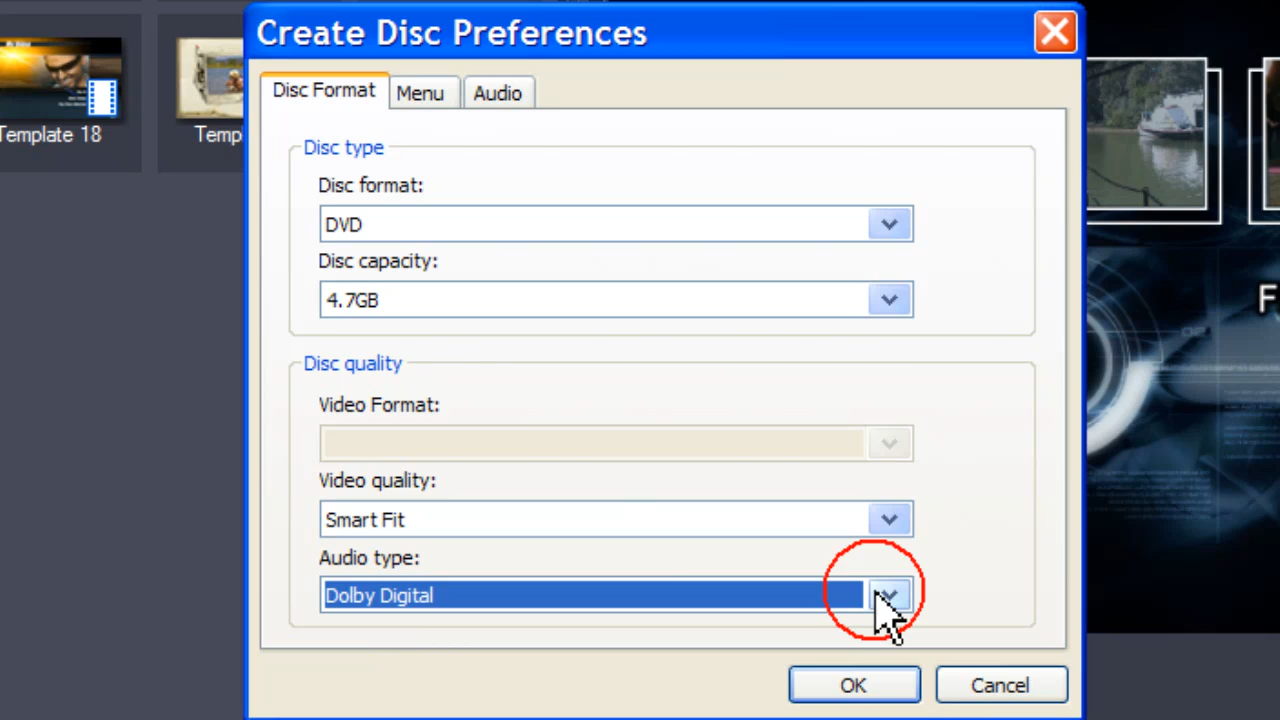 Create Disc Preferences
Disc Format
Menu
Audio
Template 18
Temp
Disc type
Disc format:
DVD
Disc capacity:
4.7GB
F
Disc quality
Video Format:
Video quality:
Smart Fit
Audio type:
Dolby Digital
OK
Cancel